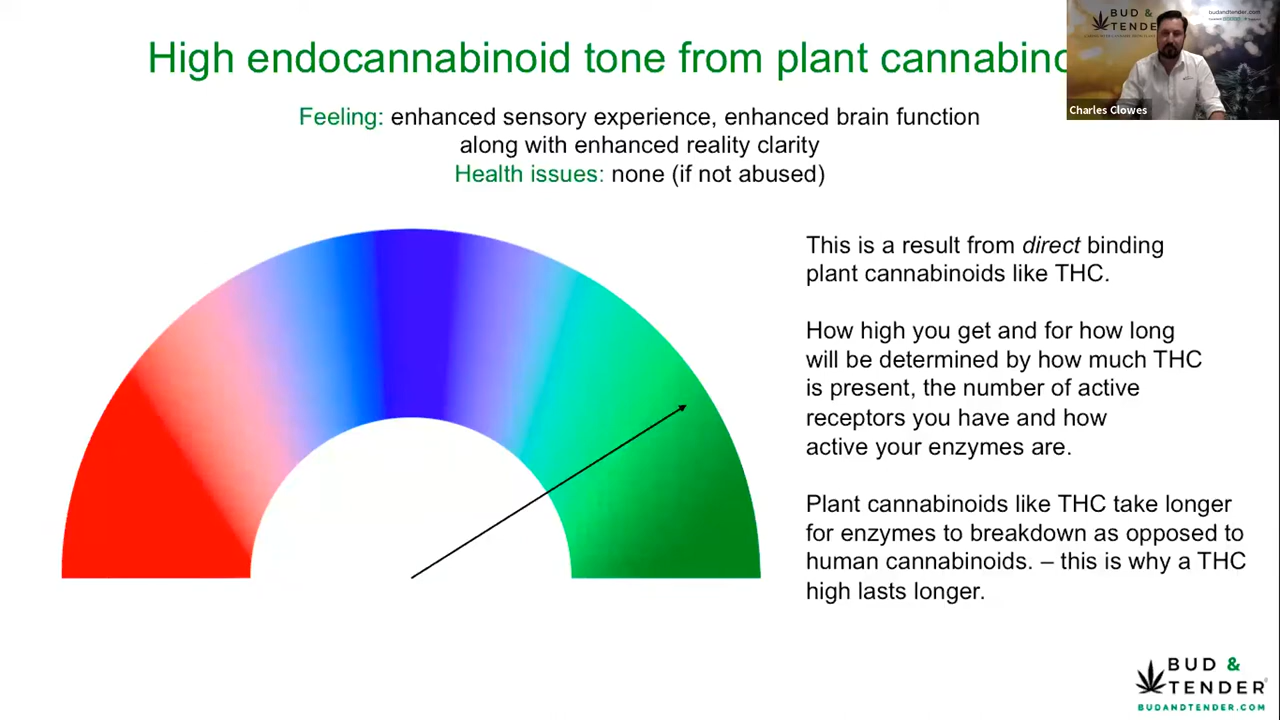 High endocannabinoid tone from plant cannabino
Feeling: enhanced sensory experience, enhanced brain function
along with enhanced reality clarity
Health issues: none (if not abused)
This is a result from direct binding
plant cannabinoids like THC.
How high you get and for how long
will be determined by how much THC
is present, the number of active
receptors you have and how
active your enzymes are.
Plant cannabinoids like THC take longer
for enzymes to breakdown as opposed to
human cannabinoids. – this is why a THC
high lasts longer.
BUD &
TENDE
budandtender.com
Charles Clowes
BUD &
TENDER®
BUDANDTENDER.COM